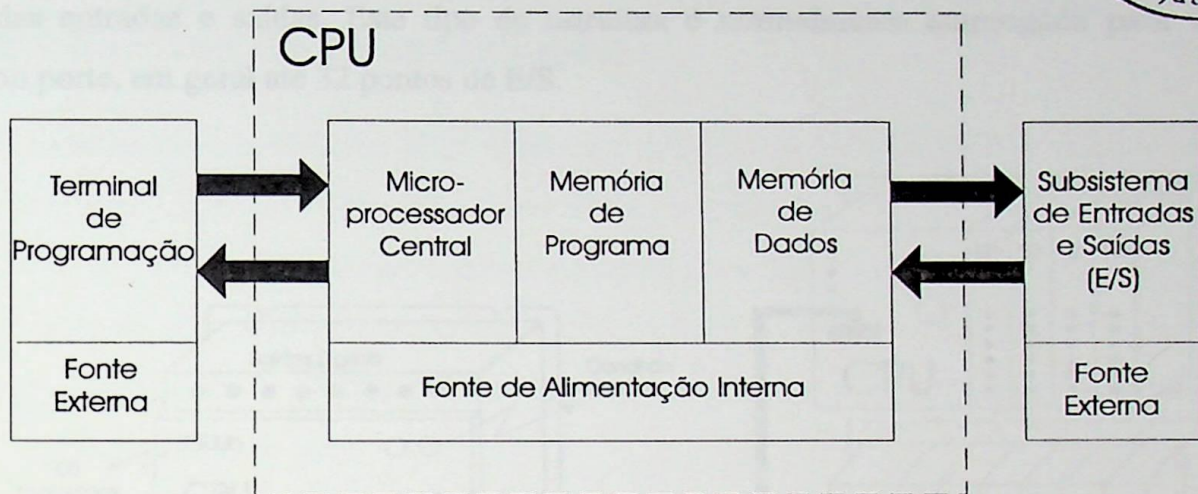 CPU
Terminal
de
Programação
Fonte
Externa
Micro-
processador
Central
Memória
de
Programa
Memória
de
Dados
Fonte de Alimentação Interna
Subsistema
de Entradas
e Saídas
(E/S)
Fonte
Externa